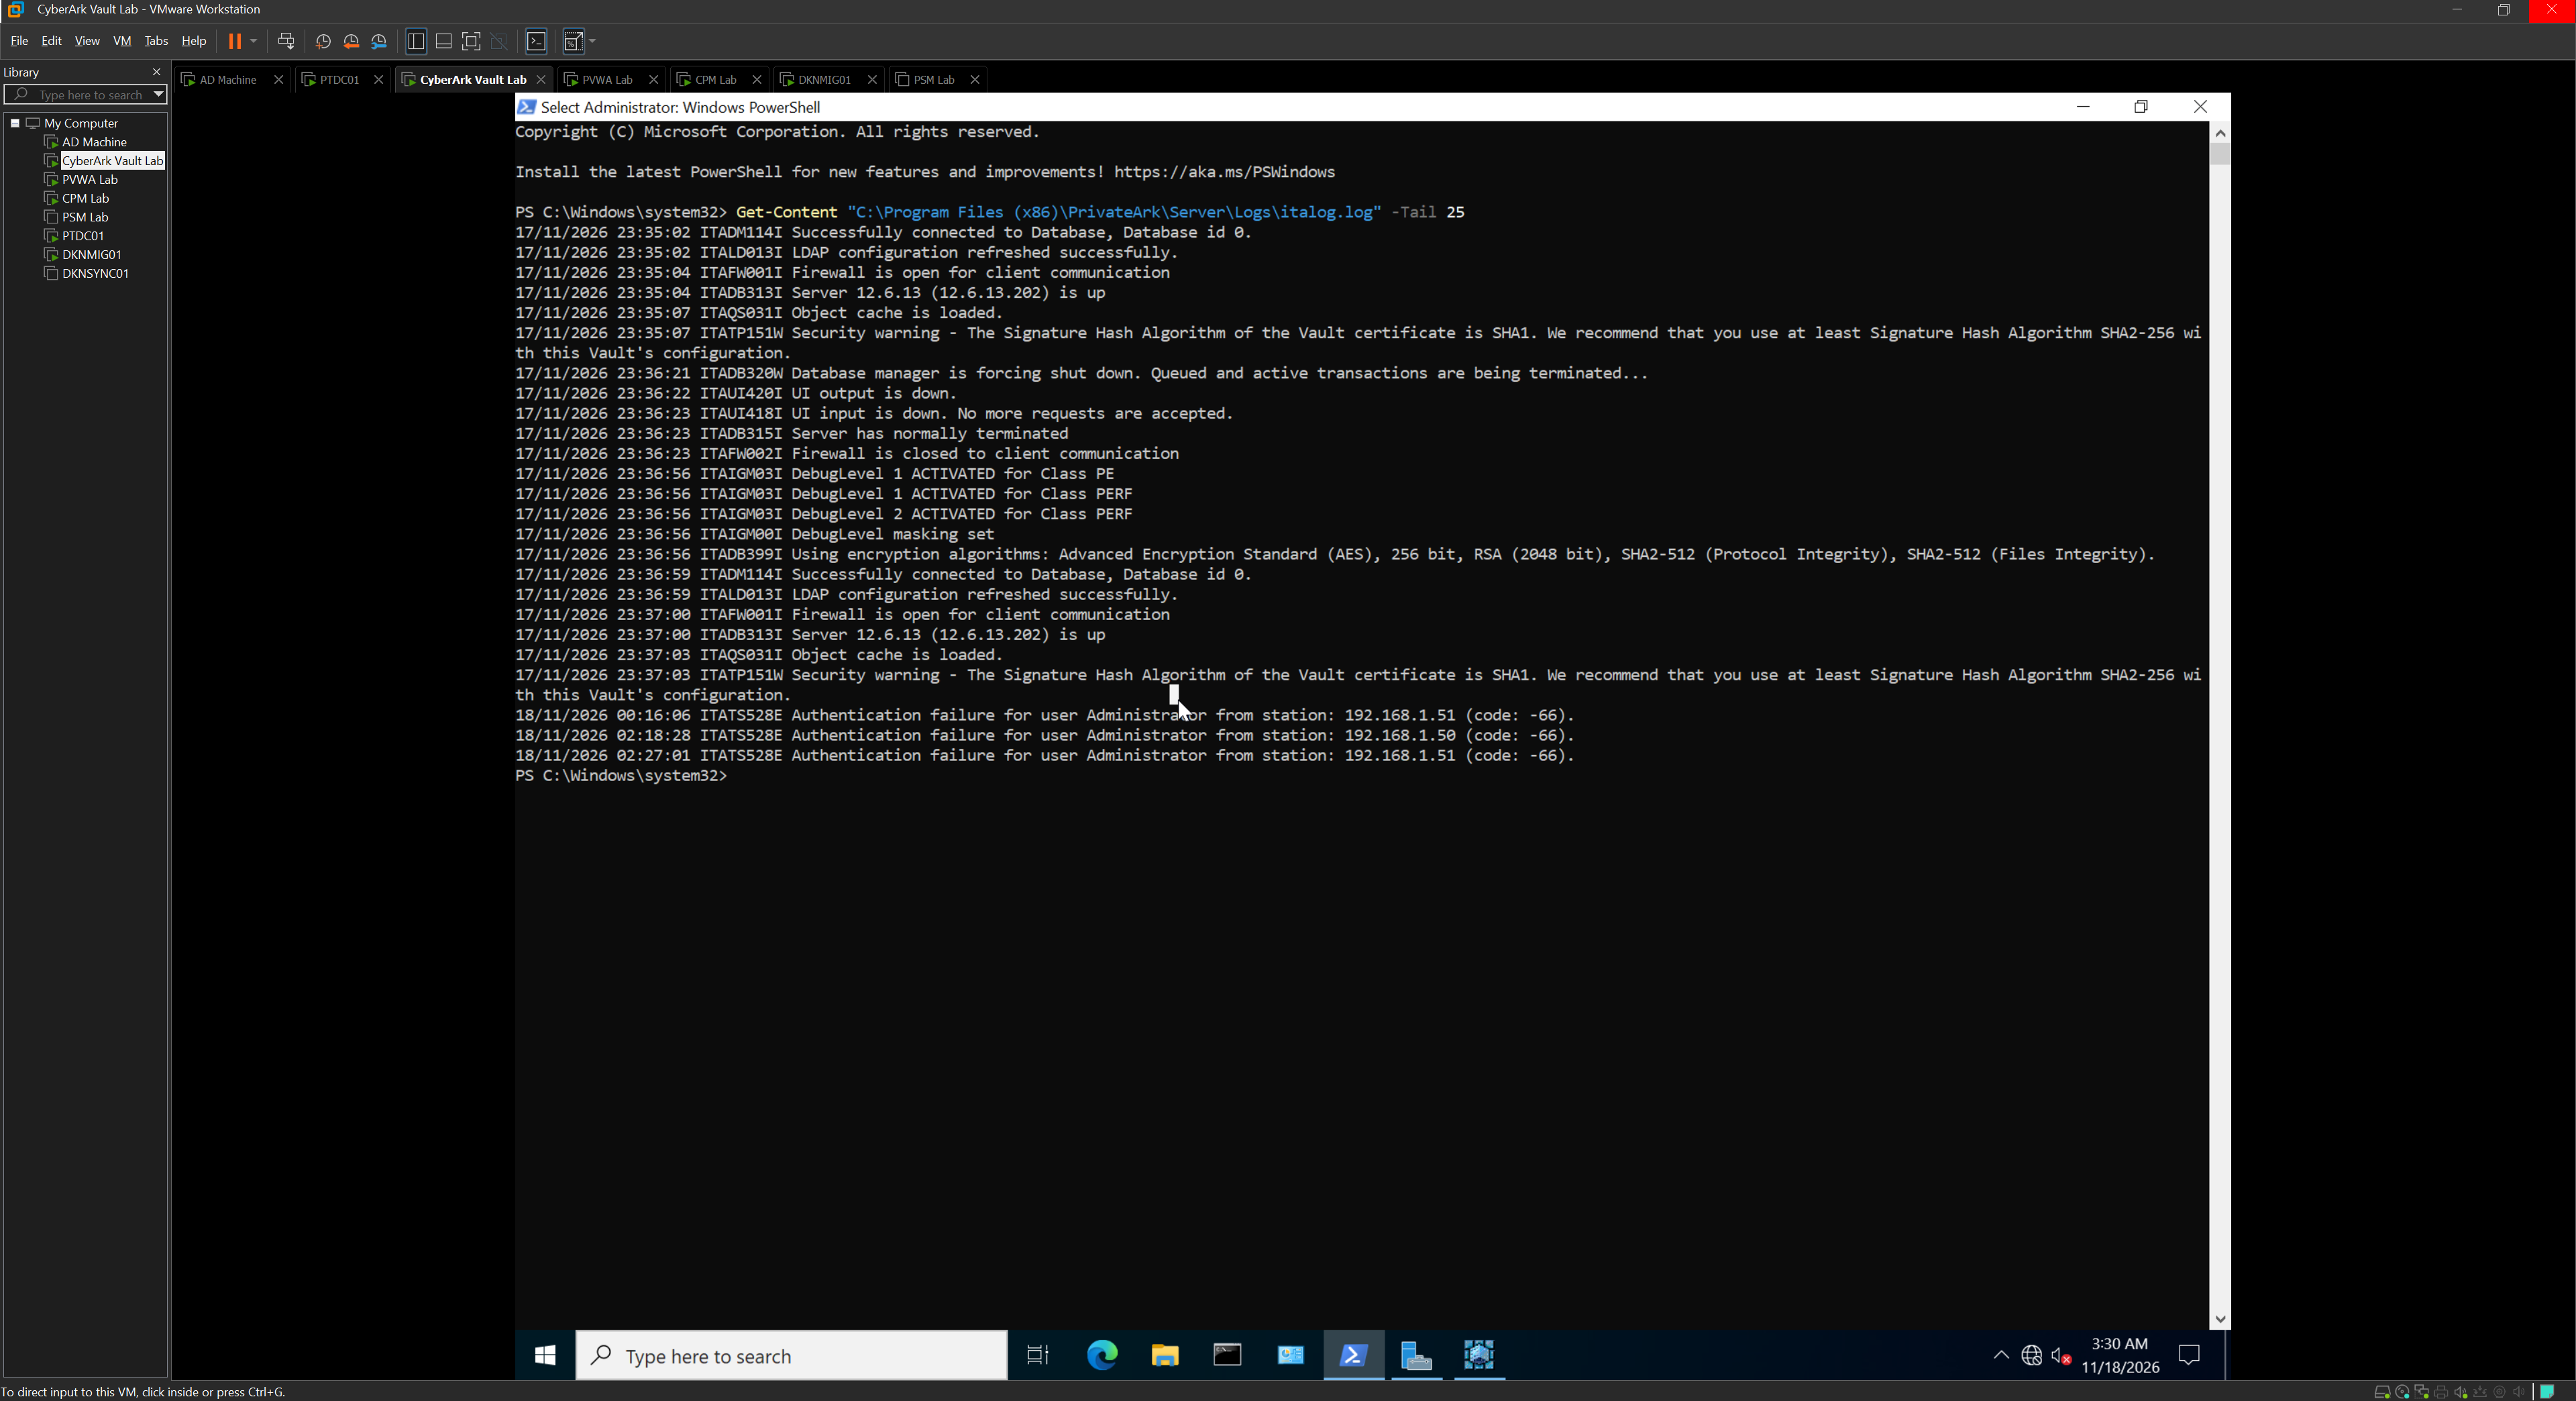 CyberArk Vault Lab - VMware Workstation
File Edit View VM Tabs Help
Library
Type here to search
My Computer
AD Machine
CyberArk Vault Lab
PVWA Lab
CPM Lab
PSM Lab
PTDC01
DKNMIG01
DKNSYNC01
AD Machine PTDC01 CyberArk Vault Lab PVWA Lab CPM Lab DKNMIG01 PSM Lab
Select Administrator: Windows PowerShell
Copyright (C) Microsoft Corporation. All rights reserved.
Install the latest PowerShell for new features and improvements! https://aka.ms/PSWindows
PS C:\Windows\system32> Get-Content "C:\Program Files (x86)\PrivateArk\Server\Logs\italog.log" -Tail 25
17/11/2026 23:35:02 ITADM114I Successfully connected to Database, Database id 0.
17/11/2026 23:35:02 ITALD013I LDAP configuration refreshed successfully.
17/11/2026 23:35:04 ITAFW001I Firewall is open for client communication
17/11/2026 23:35:04 ITADB313I Server 12.6.13 (12.6.13.202) is up
17/11/2026 23:35:07 ITAQS031I Object cache is loaded.
17/11/2026 23:35:07 ITATP151W Security warning - The Signature Hash Algorithm of the Vault certificate is SHA1. We recommend that you use at least Signature Hash Algorithm SHA2-256 wi
th this Vault's configuration.
17/11/2026 23:36:21 ITADB320W Database manager is forcing shut down. Queued and active transactions are being terminated...
17/11/2026 23:36:22 ITAUI420I UI output is down.
17/11/2026 23:36:23 ITAUI418I UI input is down. No more requests are accepted.
17/11/2026 23:36:23 ITADB315I Server has normally terminated
17/11/2026 23:36:23 ITAFW002I Firewall is closed to client communication
17/11/2026 23:36:56 ITAIGM03I DebugLevel 1 ACTIVATED for Class PE
17/11/2026 23:36:56 ITAIGM03I DebugLevel 1 ACTIVATED for Class PERF
17/11/2026 23:36:56 ITAIGM03I DebugLevel 2 ACTIVATED for Class PERF
17/11/2026 23:36:56 ITAIGM00I DebugLevel masking set
17/11/2026 23:36:56 ITADB399I Using encryption algorithms: Advanced Encryption Standard (AES), 256 bit, RSA (2048 bit), SHA2-512 (Protocol Integrity), SHA2-512 (Files Integrity).
17/11/2026 23:36:59 ITADM114I Successfully connected to Database, Database id 0.
17/11/2026 23:36:59 ITALD013I LDAP configuration refreshed successfully.
17/11/2026 23:37:00 ITAFW001I Firewall is open for client communication
17/11/2026 23:37:00 ITADB313I Server 12.6.13 (12.6.13.202) is up
17/11/2026 23:37:03 ITAQS031I Object cache is loaded.
17/11/2026 23:37:03 ITATP151W Security warning - The Signature Hash Algorithm of the Vault certificate is SHA1. We recommend that you use at least Signature Hash Algorithm SHA2-256 wi
th this Vault's configuration.
18/11/2026 00:16:06 ITATS528E Authentication failure for user Administrator from station: 192.168.1.51 (code: -66).
18/11/2026 02:18:28 ITATS528E Authentication failure for user Administrator from station: 192.168.1.50 (code: -66).
18/11/2026 02:27:01 ITATS528E Authentication failure for user Administrator from station: 192.168.1.51 (code: -66).
PS C:\Windows\system32>
Type here to search
3:30 AM
11/18/2026
To direct input to this VM, click inside or press Ctrl+G.